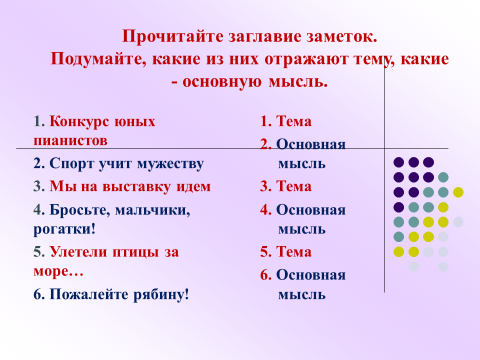 Прочитайте заглавие заметок.
Подумайте, какие из них отражают тему, какие
- основную мысль.
1. Конкурс юных
пианистов
2. Спорт учит мужеству
3. Мы на выставку идем
4. Бросьте, мальчики,
рогатки!
5. Улетели птицы за
море…
6. Пожалейте рябину!
1. Тема
2. Основная
мысль
3. Тема
4. Основная
мысль
5. Тема
6. Основная
мысль